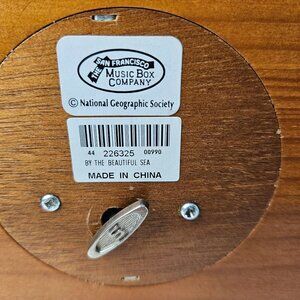 THE SAN FRANCISCO
MUSIC BOX
COMPANY
© National Geographic Society
44 226325 00990
BY THE BEAUTIFUL SEA
MADE IN CHINA